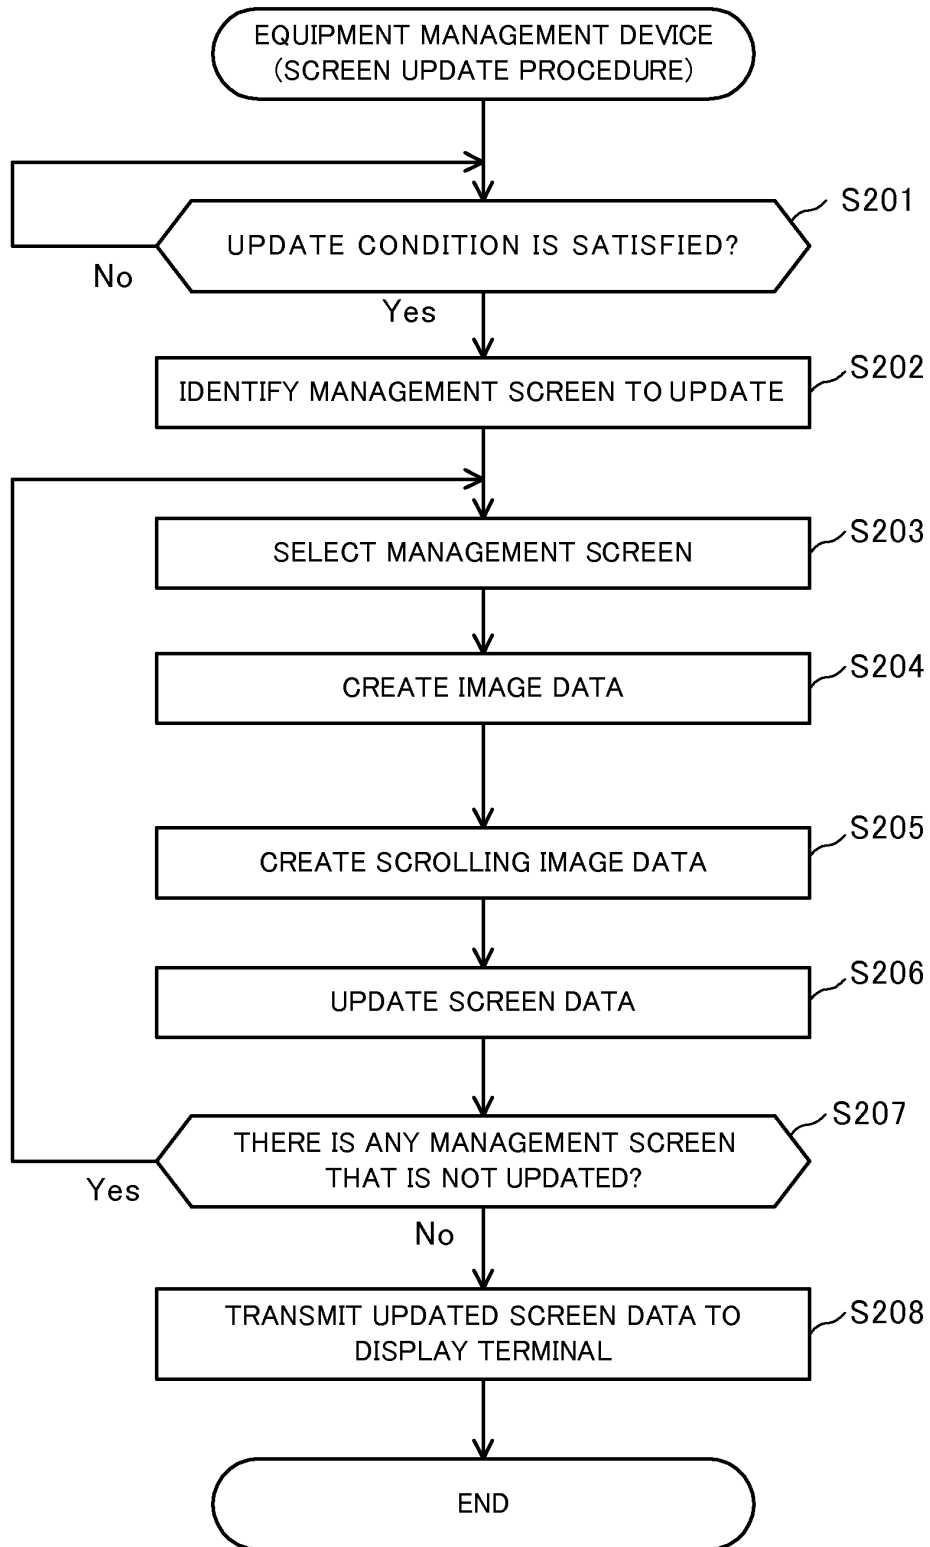 EQUIPMENT MANAGEMENT DEVICE
(SCREEN UPDATE PROCEDURE)
S201
UPDATE CONDITION IS SATISFIED?
No
Yes
S202
IDENTIFY MANAGEMENT SCREEN TO UPDATE
S203
SELECT MANAGEMENT SCREEN
S204
CREATE IMAGE DATA
S205
CREATE SCROLLING IMAGE DATA
S206
UPDATE SCREEN DATA
S207
THERE IS ANY MANAGEMENT SCREEN
THAT IS NOT UPDATED?
Yes
No
S208
TRANSMIT UPDATED SCREEN DATA TO
DISPLAY TERMINAL
END